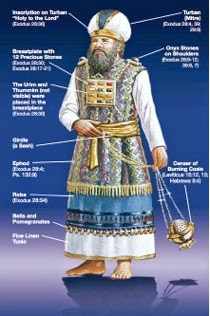 Inscription on Turban
"Holy to the Lord"
(Exodus 28:36)
Breastplate with
12 Precious Stones
(Exodus 28:30;
Exodus 28:17-21)
The Urim and
Thummim (not
visible) were
placed in the
breastpiece
(Exodus 28:30)
Girdle
(a Sash)
Ephod
(Exodus 28:4;
Ps. 132:9)
Robe
(Exodus 28:34)
Bells and
Pomegranates
Fine Linen
Tunic
Turban
(Mitre)
(Exodus 28:4, 39;
29:6)
Onyx Stones
on Shoulders
(Exodus 28:9-12;
39:6, 7)
Censer of
Burning Coals
(Leviticus 16:12, 13;
Hebrews 9:4)